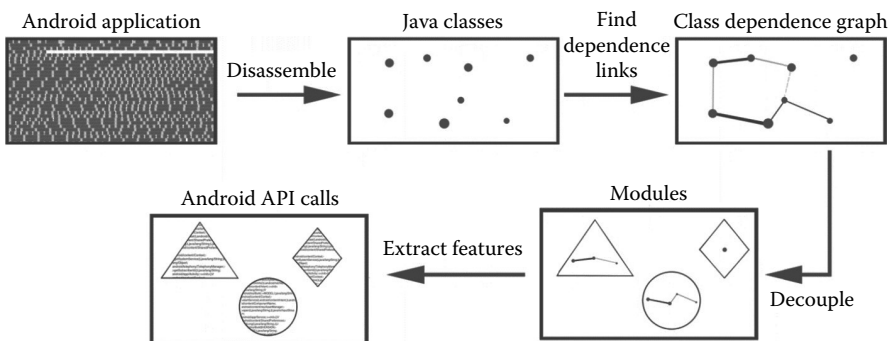 Android application
Disassemble
Java classes
Find
dependence
links
Class dependence graph
Decouple
Modules
Extract features
Android API calls